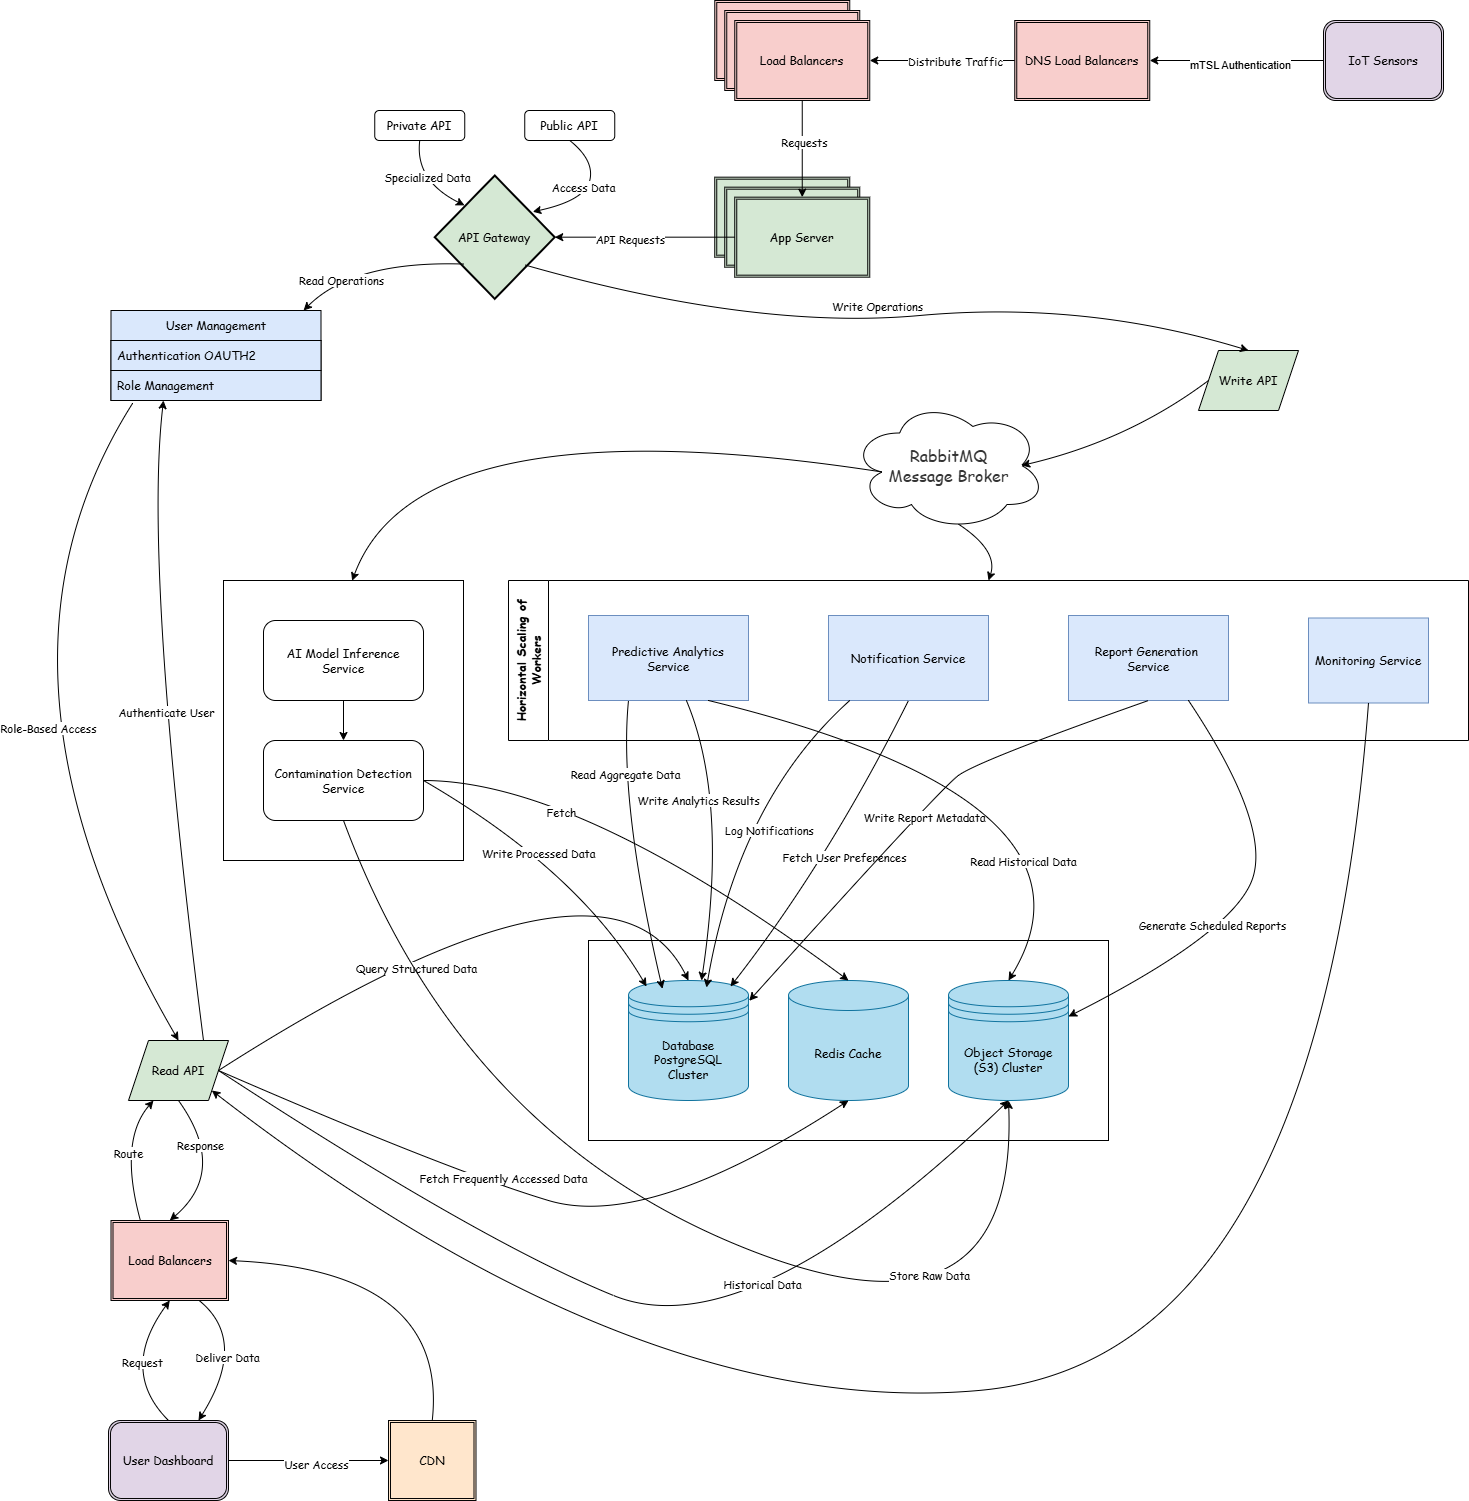 Load Balancers
Distribute Traffic
DNS Load Balancers
mTSL Authentication
IoT Sensors
Private API
Public API
Requests
Specialized Data
Access Data
API Gateway
API Requests
App Server
Read Operations
Write Operations
User Management
Authentication OAUTH2
Role Management
Write API
RabbitMQ
Message Broker
Horizontal Scaling of
Workers
AI Model Inference
Service
Predictive Analytics
Service
Notification Service
Report Generation
Service
Monitoring Service
Role-Based Access
Authenticate User
Contamination Detection
Service
Read Aggregate Data
Write Analytics Results
Fetch
Log Notifications
Write Report Metadata
Write Processed Data
Fetch User Preferences
Read Historical Data
Generate Scheduled Reports
Query Structured Data
Database
PostgreSQL
Cluster
Redis Cache
Object Storage
(S3) Cluster
Read API
Route
Response
Fetch Frequently Accessed Data
Load Balancers
Historical Data
Store Raw Data
Request
Deliver Data
User Dashboard
User Access
CDN